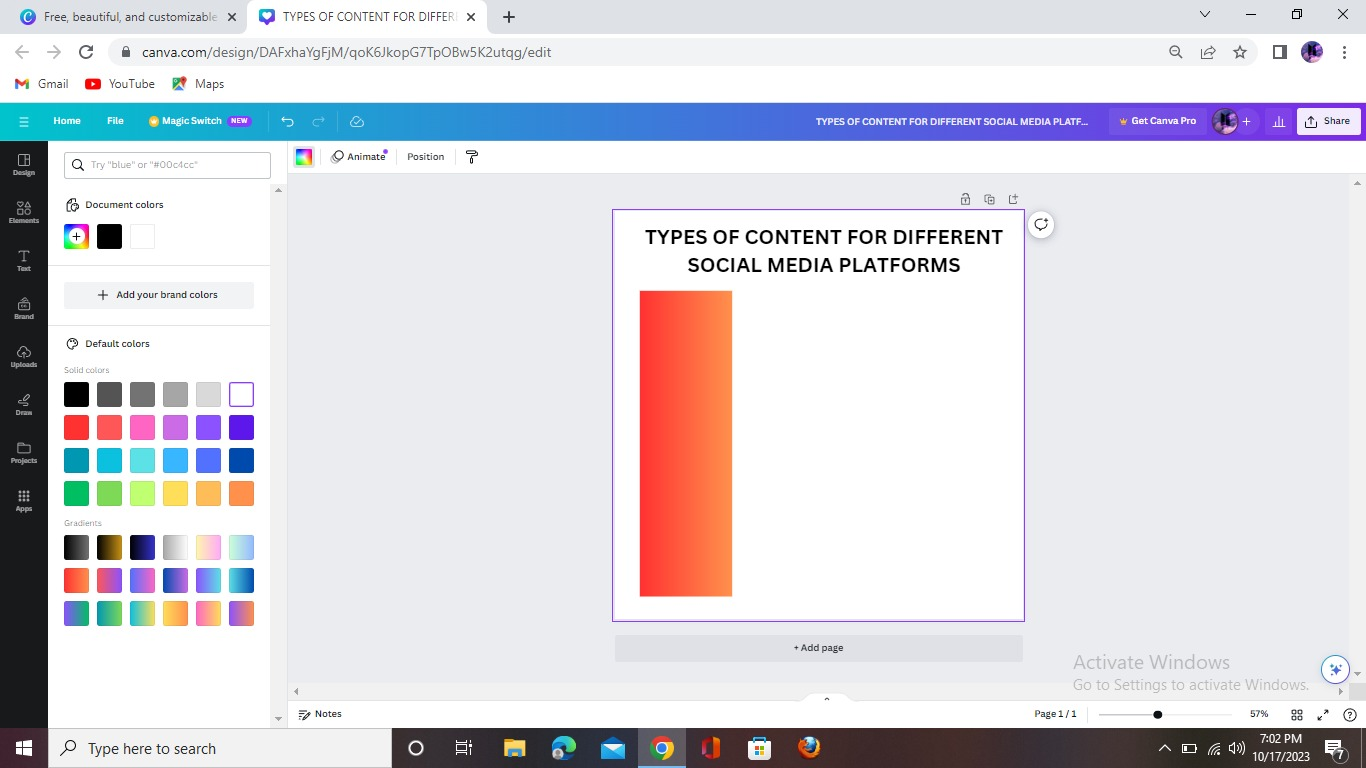 Free, beautiful, and customizable
TYPES OF CONTENT FOR DIFFER
canva.com/design/DAFxhaYgFjM/qoK6JkopG7TpOBw5K2utqg/edit
Gmail
YouTube
Maps
Home
File
Magic Switch NEW
TYPES OF CONTENT FOR DIFFERENT SOCIAL MEDIA PLATF...
Get Canva Pro
Share
Design
Elements
Text
Brand
Uploads
Draw
Projects
Apps
Try "blue" or "#00c4cc"
Document colors
Add your brand colors
Default colors
Solid colors
Gradients
Animate
Position
TYPES OF CONTENT FOR DIFFERENT
SOCIAL MEDIA PLATFORMS
+ Add page
Activate Windows
Go to Settings to activate Windows.
Notes
Page 1 / 1
57%
Type here to search
7:02 PM
10/17/2023
7